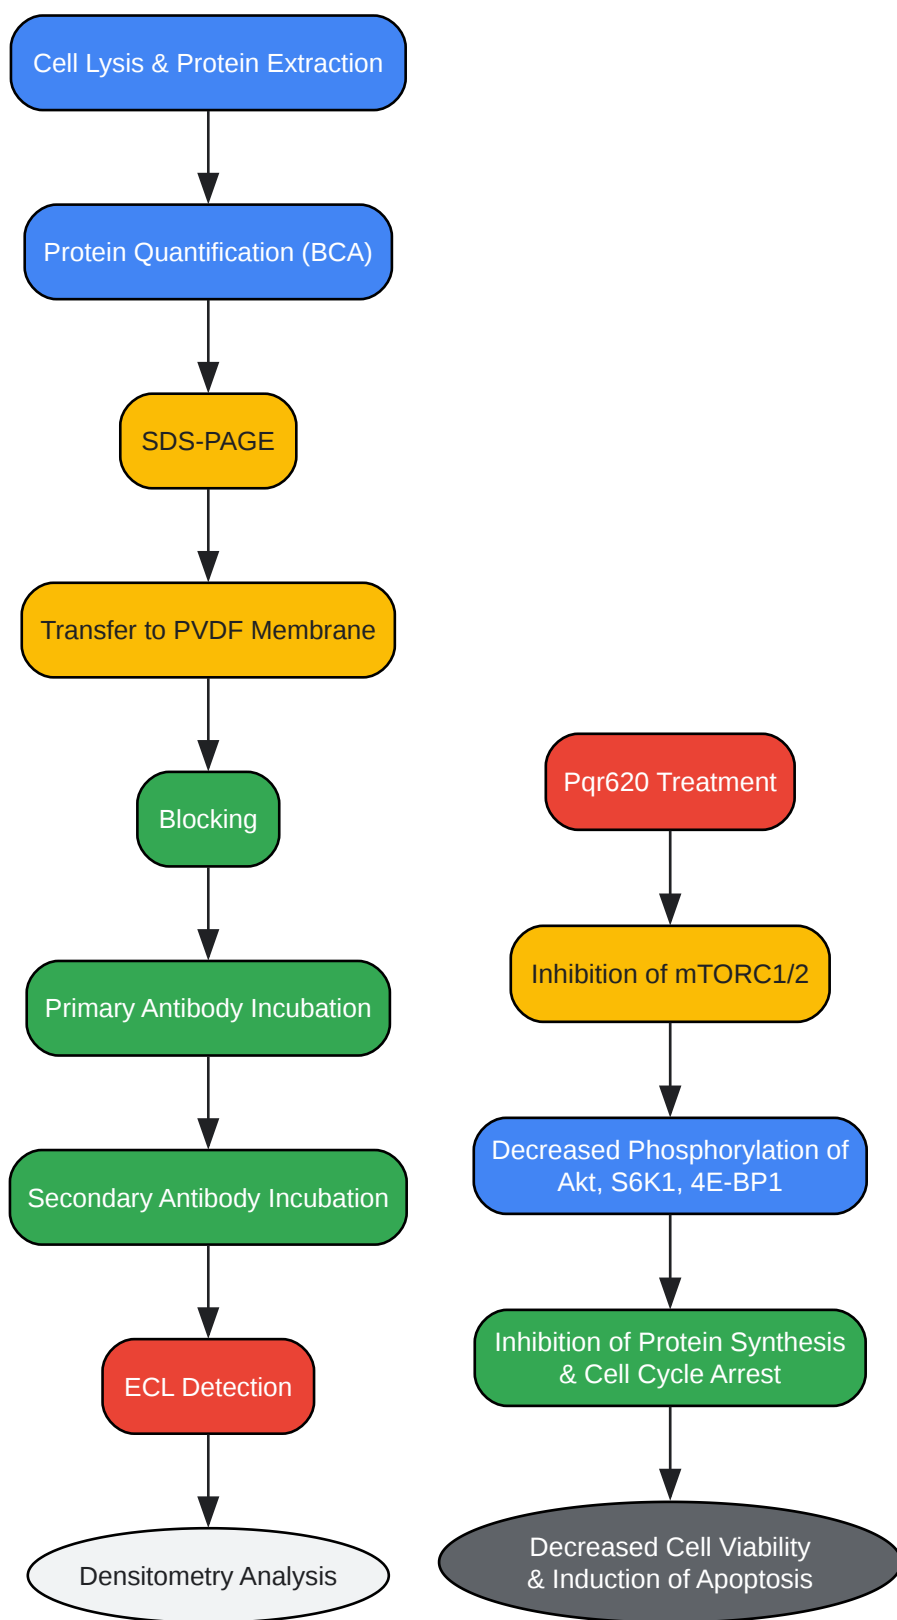 Cell Lysis & Protein Extraction
Protein Quantification (BCA)
SDS-PAGE
Transfer to PVDF Membrane
Blocking
Primary Antibody Incubation
Secondary Antibody Incubation
ECL Detection
Densitometry Analysis
Pqr620 Treatment
Inhibition of mTORC1/2
Decreased Phosphorylation of
Akt, S6K1, 4E-BP1
Inhibition of Protein Synthesis
& Cell Cycle Arrest
Decreased Cell Viability
& Induction of Apoptosis